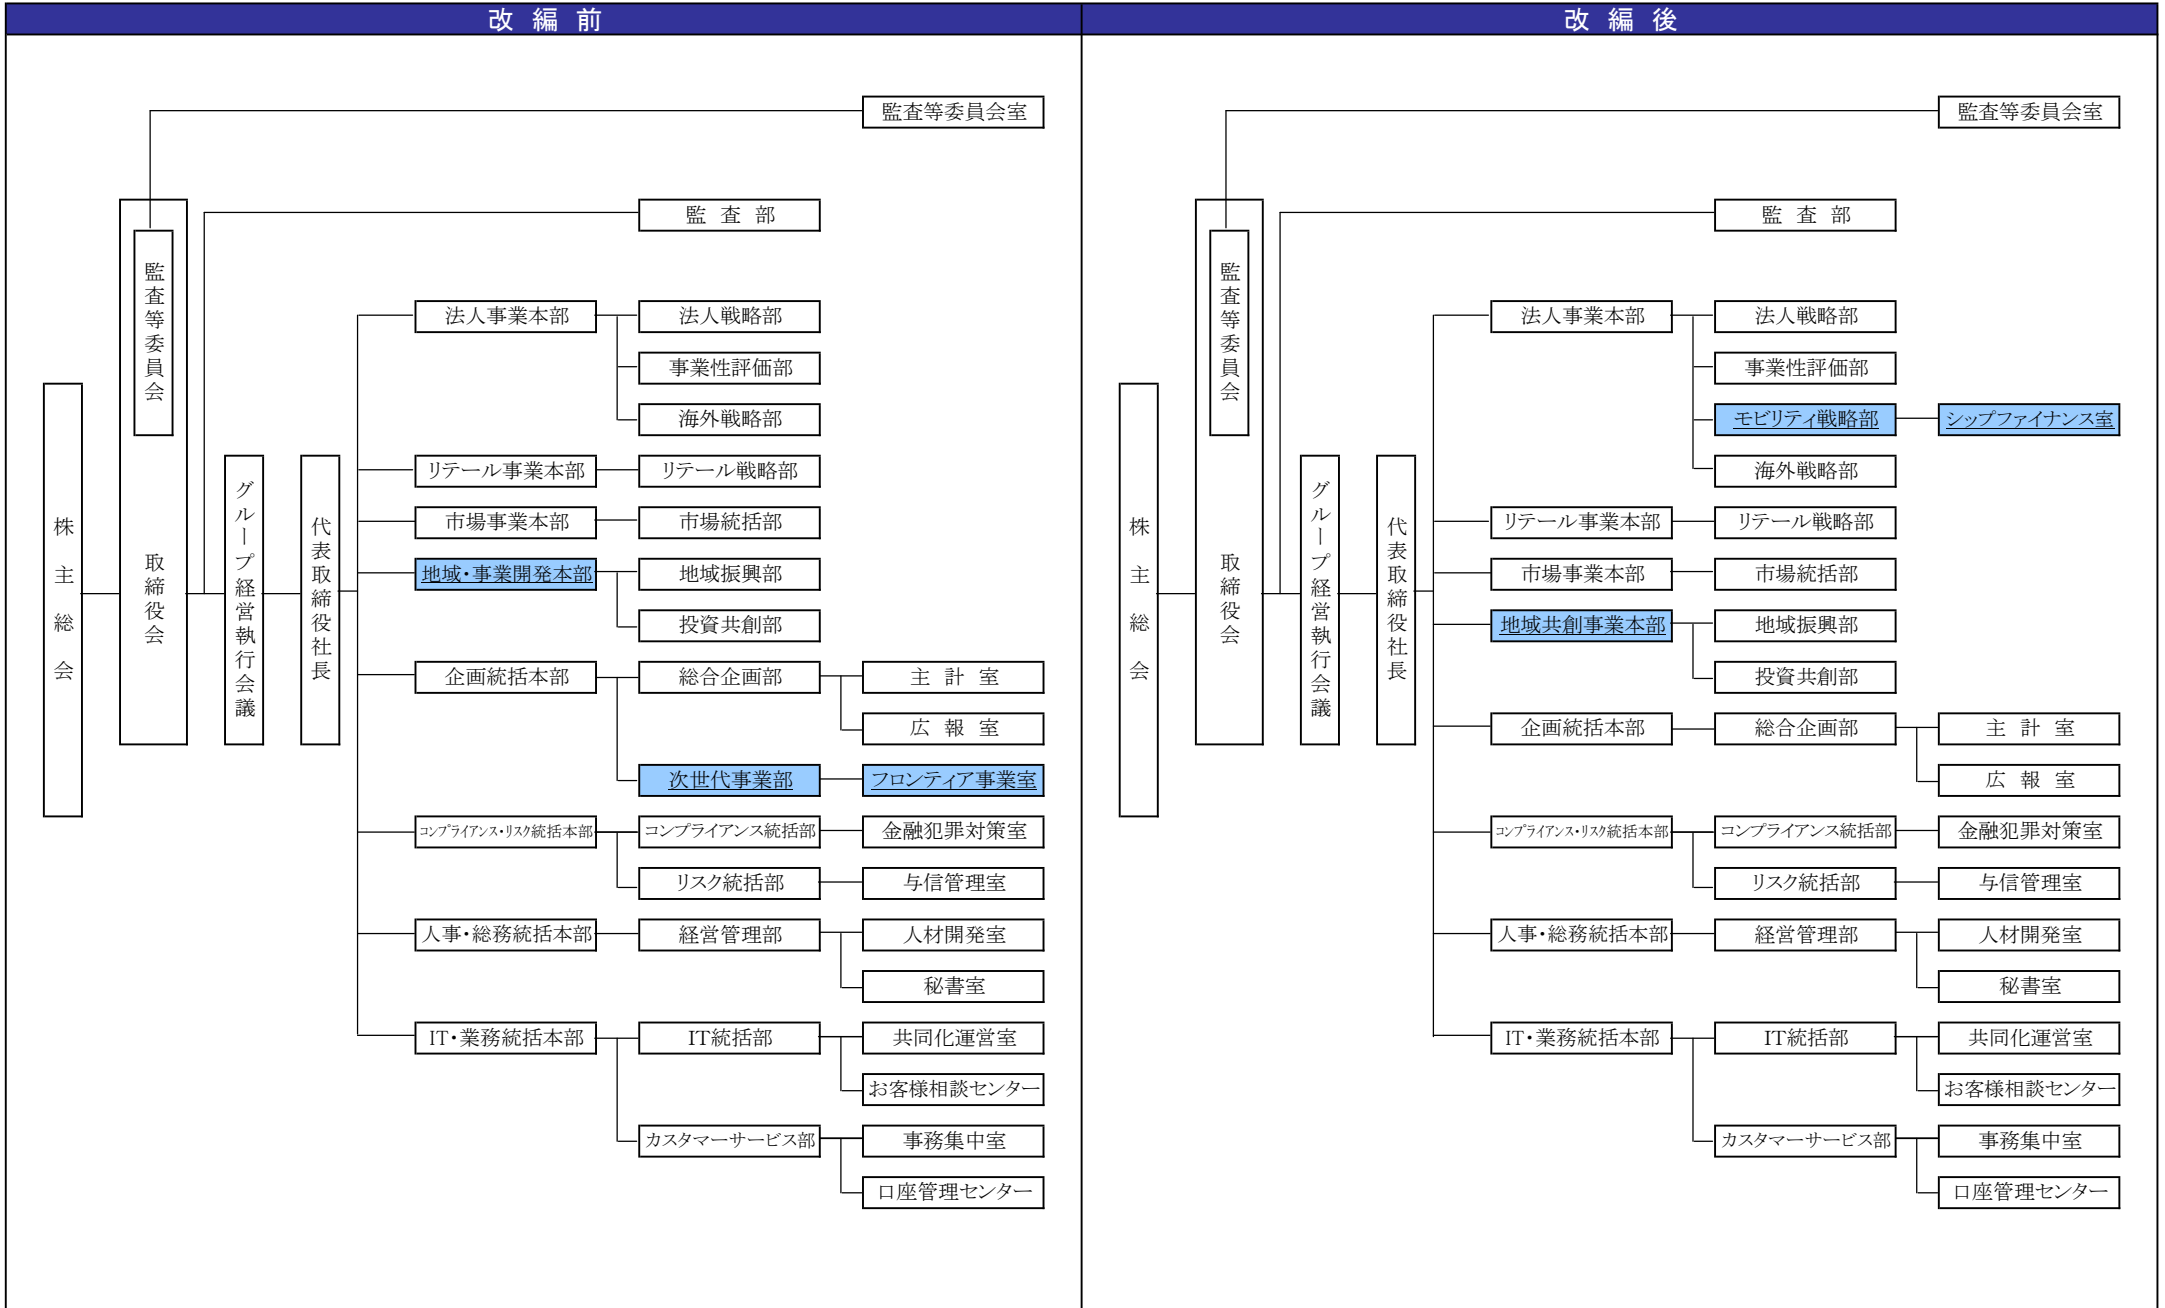 改 編 前
監査等委員会室
監 査 部
監査等委員会
取締役会
株主総会
グループ経営執行会議
代表取締役社長
法人事業本部
法人戦略部
事業性評価部
海外戦略部
リテール事業本部
リテール戦略部
市場事業本部
市場統括部
地域・事業開発本部
地域振興部
投資共創部
企画統括本部
総合企画部
主 計 室
広 報 室
次世代事業部
フロンティア事業室
コンプライアンス・リスク統括本部
コンプライアンス統括部
金融犯罪対策室
リスク統括部
与信管理室
人事・総務統括本部
経営管理部
人材開発室
秘書室
IT・業務統括本部
IT統括部
共同化運営室
お客様相談センター
カスタマーサービス部
事務集中室
口座管理センター
改 編 後
監査等委員会室
監 査 部
監査等委員会
取締役会
株主総会
グループ経営執行会議
代表取締役社長
法人事業本部
法人戦略部
事業性評価部
モビリティ戦略部
シップファイナンス室
海外戦略部
リテール事業本部
リテール戦略部
市場事業本部
市場統括部
地域共創事業本部
地域振興部
投資共創部
企画統括本部
総合企画部
主 計 室
広 報 室
コンプライアンス・リスク統括本部
コンプライアンス統括部
金融犯罪対策室
リスク統括部
与信管理室
人事・総務統括本部
経営管理部
人材開発室
秘書室
IT・業務統括本部
IT統括部
共同化運営室
お客様相談センター
カスタマーサービス部
事務集中室
口座管理センター